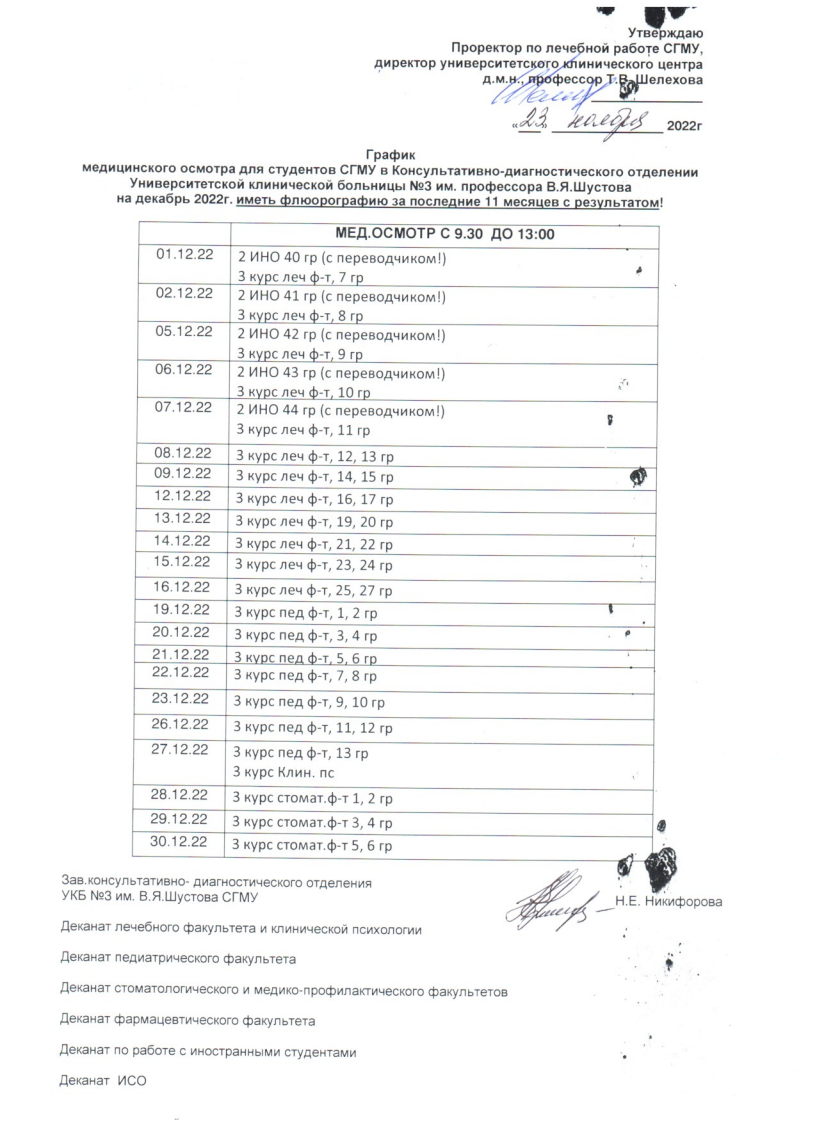 Утверждаю
Проректор по лечебной работе СГМУ,
директор университетского клинического центра
д.м.н., профессор Т.В. Шелехова
«23» ноября 2022г
График
медицинского осмотра для студентов СГМУ в Консультативно-диагностического отделении
Университетской клинической больницы №3 им. профессора В.Я.Шустова
на декабрь 2022г. иметь флюорографию за последние 11 месяцев с результатом!
МЕД.ОСМОТР С 9.30 ДО 13:00
01.12.22 2 ИНО 40 гр (с переводчиком!)
3 курс леч ф-т, 7 гр
02.12.22 2 ИНО 41 гр (с переводчиком!)
3 курс леч ф-т, 8 гр
05.12.22 2 ИНО 42 гр (с переводчиком!)
3 курс леч ф-т, 9 гр
06.12.22 2 ИНО 43 гр (с переводчиком!)
3 курс леч ф-т, 10 гр
07.12.22 2 ИНО 44 гр (с переводчиком!)
3 курс леч ф-т, 11 гр
08.12.22 3 курс леч ф-т, 12, 13 гр
09.12.22 3 курс леч ф-т, 14, 15 гр
12.12.22 3 курс леч ф-т, 16, 17 гр
13.12.22 3 курс леч ф-т, 19, 20 гр
14.12.22 3 курс леч ф-т, 21, 22 гр
15.12.22 3 курс леч ф-т, 23, 24 гр
16.12.22 3 курс леч ф-т, 25, 27 гр
19.12.22 3 курс пед ф-т, 1, 2 гр
20.12.22 3 курс пед ф-т, 3, 4 гр
21.12.22 3 курс пед ф-т, 5, 6 гр
22.12.22 3 курс пед ф-т, 7, 8 гр
23.12.22 3 курс пед ф-т, 9, 10 гр
26.12.22 3 курс пед ф-т, 11, 12 гр
27.12.22 3 курс пед ф-т, 13 гр
3 курс Клин. пс
28.12.22 3 курс стомат.ф-т 1, 2 гр
29.12.22 3 курс стомат.ф-т 3, 4 гр
30.12.22 3 курс стомат.ф-т 5, 6 гр
Зав.консультативно- диагностического отделения
УКБ №3 им. В.Я.Шустова СГМУ Н.Е. Никифорова
Деканат лечебного факультета и клинической психологии
Деканат педиатрического факультета
Деканат стоматологического и медико-профилактического факультетов
Деканат фармацевтического факультета
Деканат по работе с иностранными студентами
Деканат ИСО